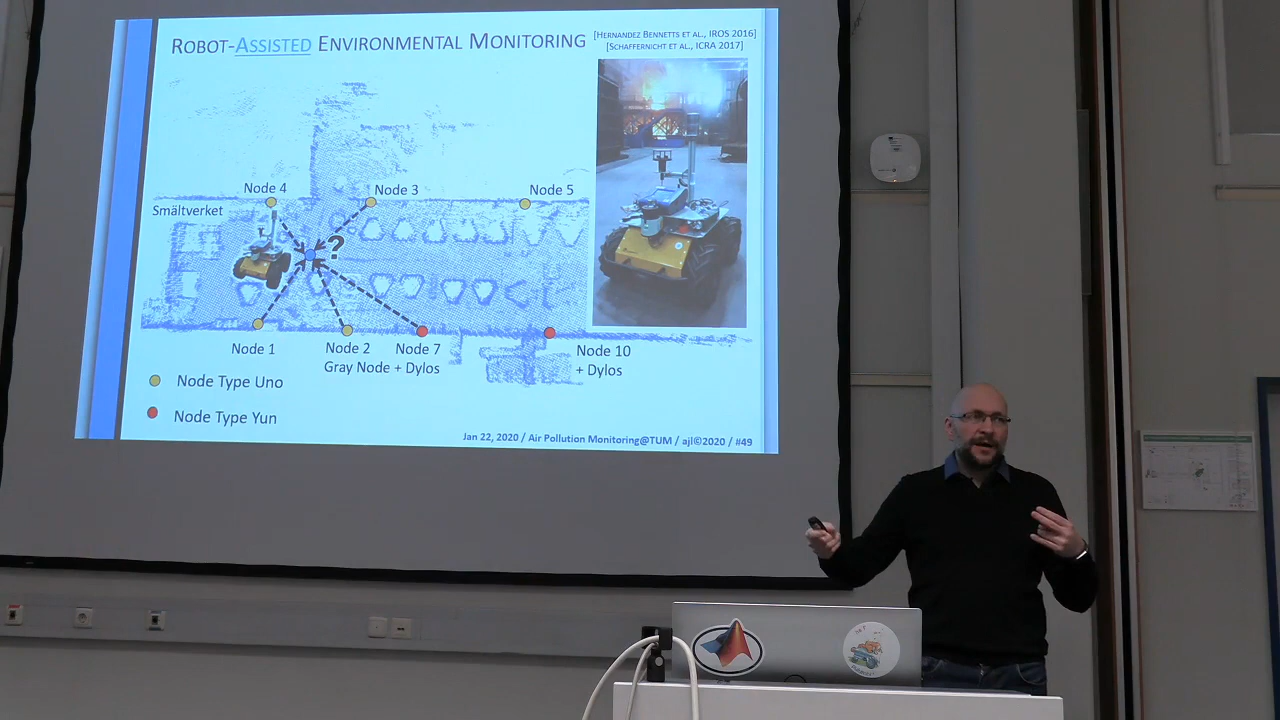 ROBOT-ASSISTED ENVIRONMENTAL MONITORING
[HERNANDEZ BENNETTS ET AL., IROS 2016]
[SCHAFFERNICHT ET AL., ICRA 2017]
Node 4
Node 3
Node 5
Smältverket
?
Node 1
Node 2
Node 7
Node 10
Gray Node + Dylos
+ Dylos
Node Type Uno
Node Type Yun
Jan 22, 2020 / Air Pollution Monitoring@TUM / ajl©2020 / #49